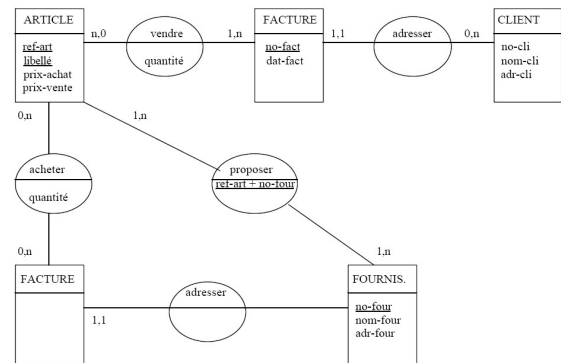 ARTICLE
FACTURE
CLIENT
n,0
vendre
1,n
1,1
adresser
0,n
ref-art
libellé
prix-achat
prix-vente
quantité
no-fact
dat-fact
no-cli
nom-cli
adr-cli
0,n
1,n
acheter
quantité
proposer
ref-art + no-four
0,n
1,n
FACTURE
adresser
FOURNIS.
1,1
no-four
nom-four
adr-four